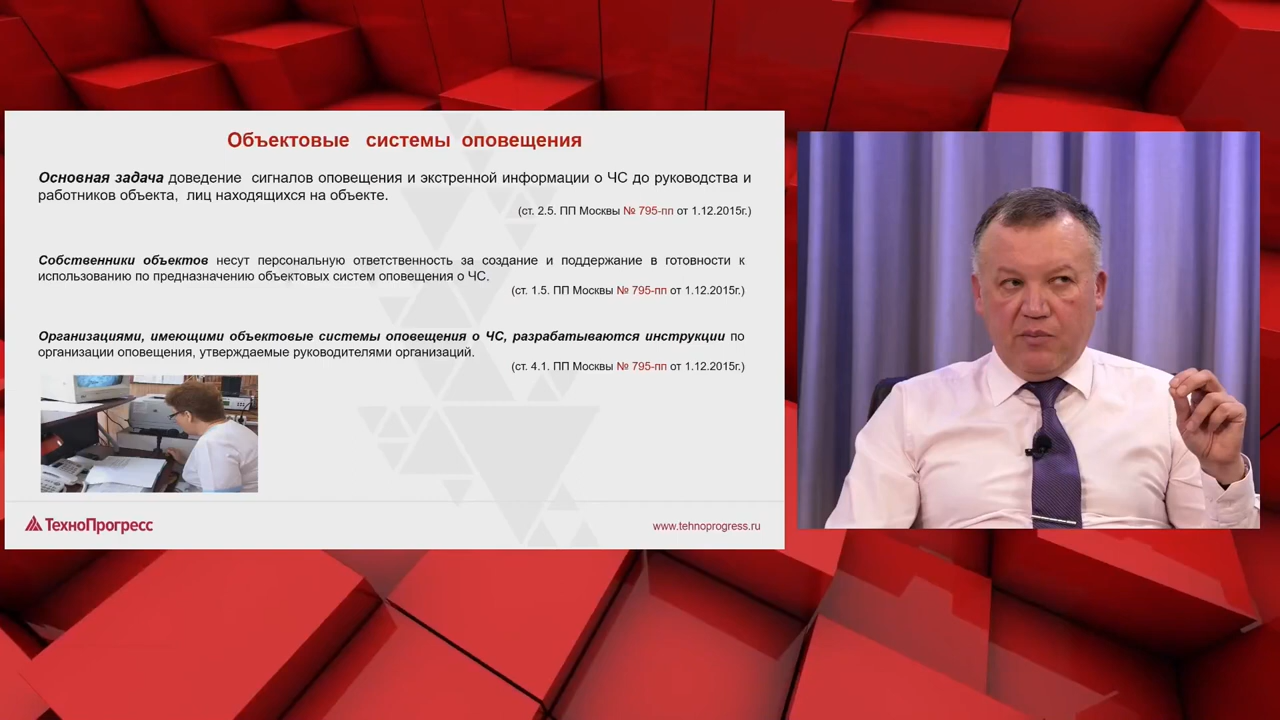 Объектовые системы оповещения
Основная задача доведение сигналов оповещения и экстренной информации о ЧС до руководства и
работников объекта, лиц находящихся на объекте.
(ст. 2.5. ПП Москвы № 795-пп от 1.12.2015г.)
Собственники объектов несут персональную ответственность за создание и поддержание в готовности к
использованию по предназначению объектовых систем оповещения о ЧС.
(ст. 1.5. ПП Москвы № 795-пп от 1.12.2015г.)
Организациями, имеющими объектовые системы оповещения о ЧС, разрабатываются инструкции по
организации оповещения, утверждаемые руководителями организаций.
(ст. 4.1. ПП Москвы № 795-пп от 1.12.2015г.)
ТехноПрогресс
www.tehnoprogress.ru